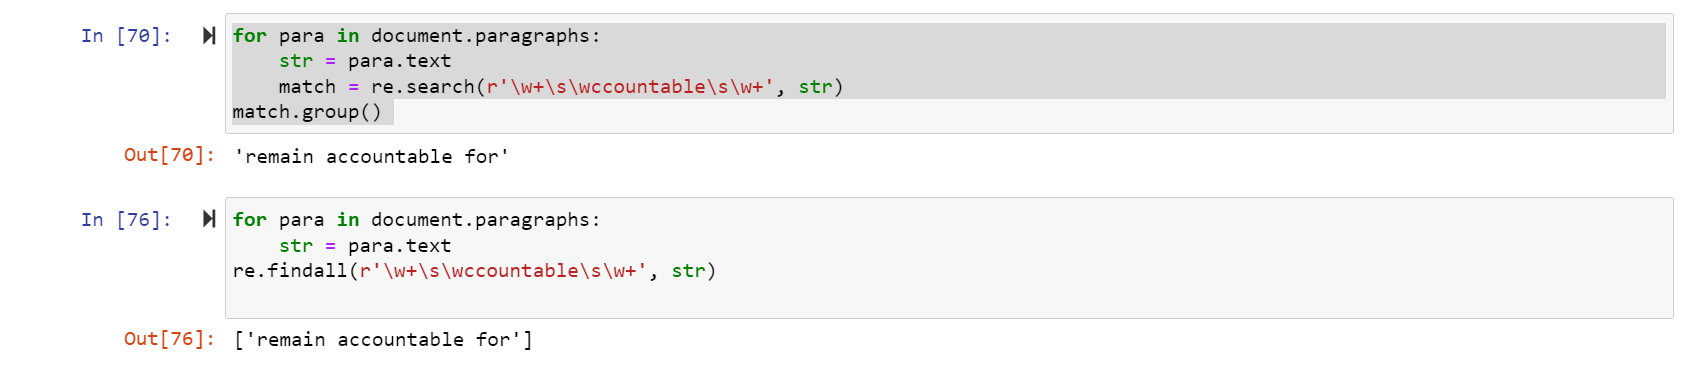 In [70]: for para in document.paragraphs:
str = para.text
match = re.search(r'\w+\s\wccountable\s\w+', str)
match.group()
Out[70]: 'remain accountable for'
In [76]: for para in document.paragraphs:
str = para.text
re.findall(r'\w+\s\wccountable\s\w+', str)
Out[76]: ['remain accountable for']